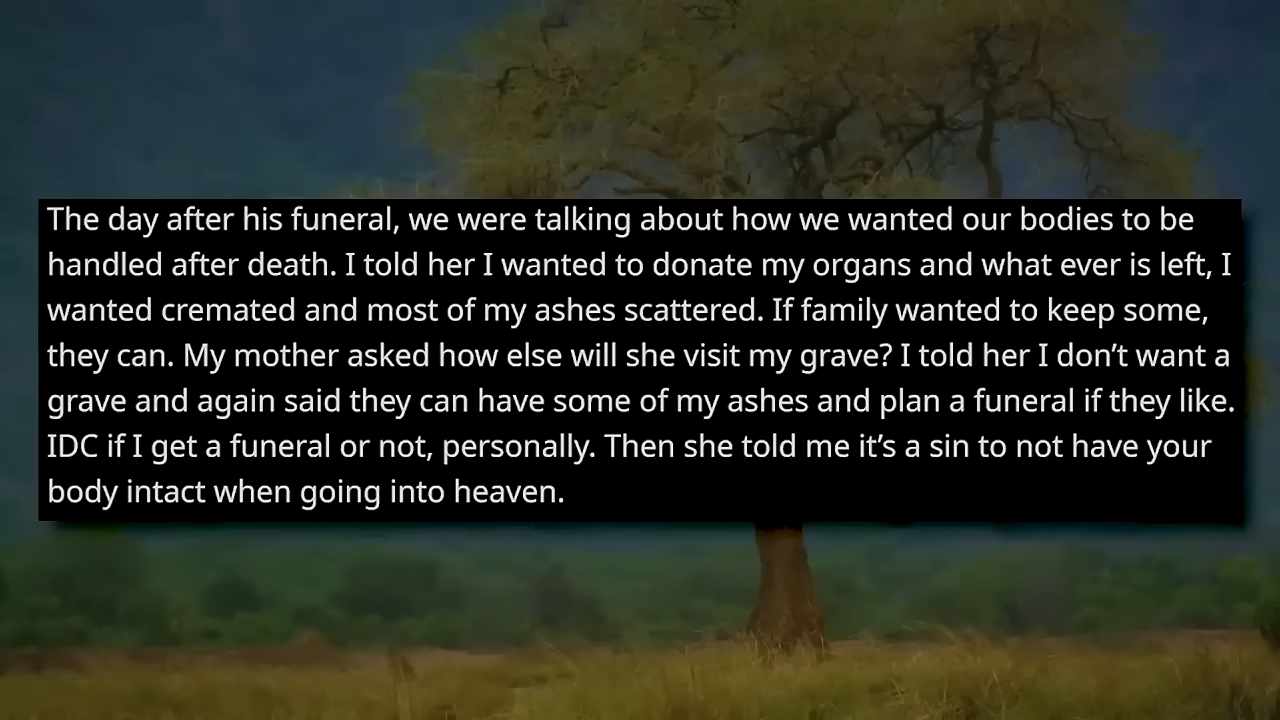 The day after his funeral, we were talking about how we wanted our bodies to be
handled after death. I told her I wanted to donate my organs and what ever is left, I
wanted cremated and most of my ashes scattered. If family wanted to keep some,
they can. My mother asked how else will she visit my grave? I told her I don’t want a
grave and again said they can have some of my ashes and plan a funeral if they like.
IDC if I get a funeral or not, personally. Then she told me it’s a sin to not have your
body intact when going into heaven.